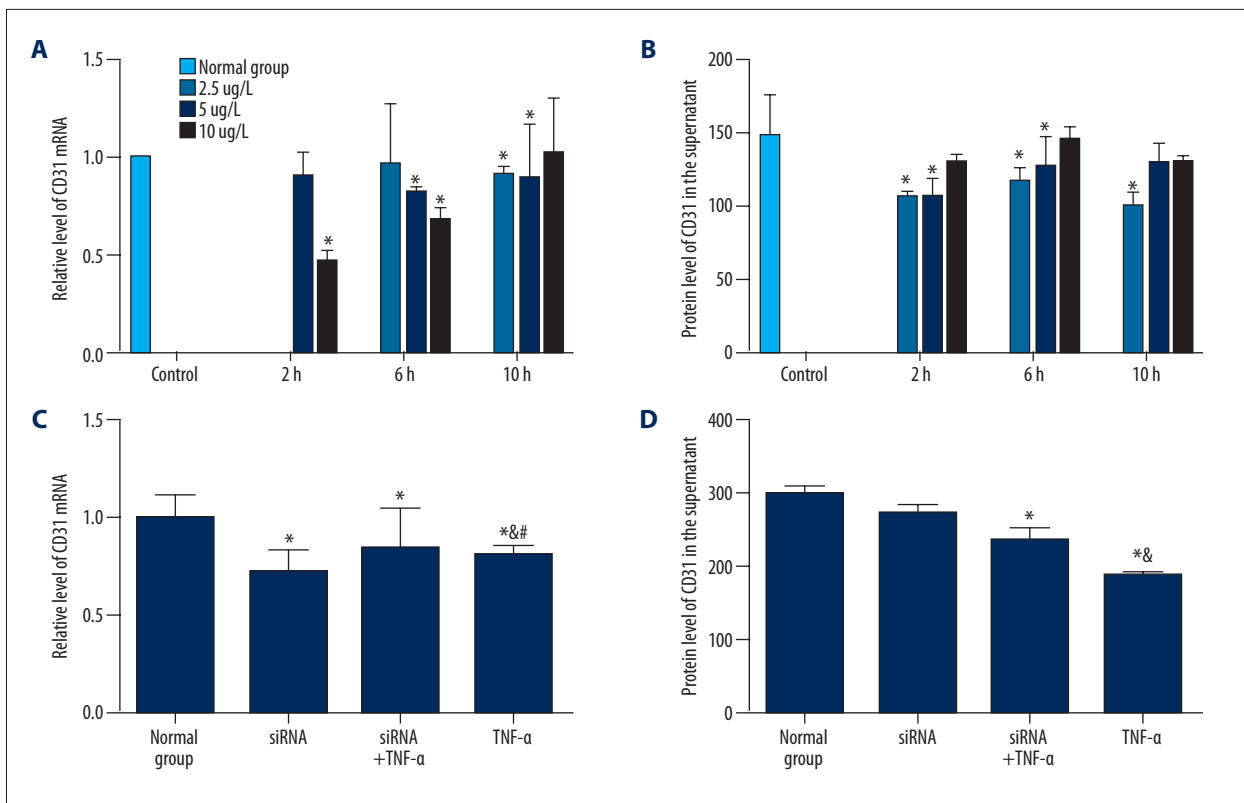 A
Relative level of CD31 mRNA
1.5
1.0
0.5
0.0
Normal group
2.5 ug/L
5 ug/L
10 ug/L
*
*
*
*
*
Control
2 h
6 h
10 h
B
Protein level of CD31 in the supernatant
200
150
100
50
0
*
*
*
*
*
Control
2 h
6 h
10 h
C
Relative level of CD31 mRNA
1.5
1.0
0.5
0.0
*
*
*&#
Normal
group
siRNA
siRNA
+TNF-α
TNF-α
D
Protein level of CD31 in the supernatant
400
300
200
100
0
*
*&
Normal
group
siRNA
siRNA
+TNF-α
TNF-α